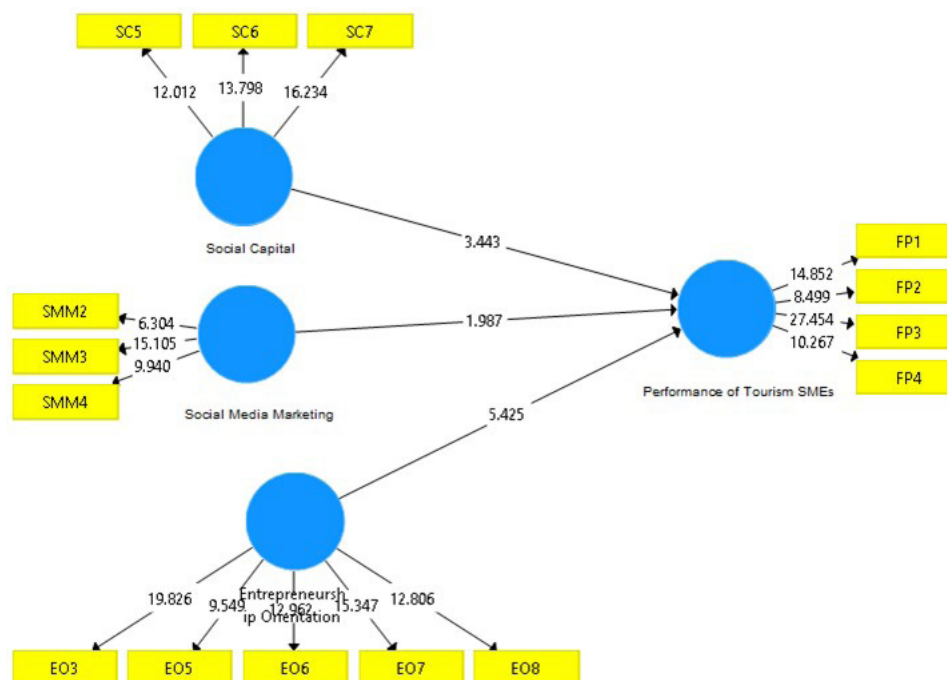 SC5
SC6
SC7
12.012
13.798
16.234
Social Capital
3.443
FP1
FP2
FP3
FP4
14.852
8.499
27.454
10.267
Performance of Tourism SMEs
SMM2
SMM3
SMM4
6.304
15.105
9.940
1.987
Social Media Marketing
5.425
Entrepreneursh
ip Orientation
19.826
9.549
12.962
15.347
12.806
EO3
EO5
EO6
EO7
EO8